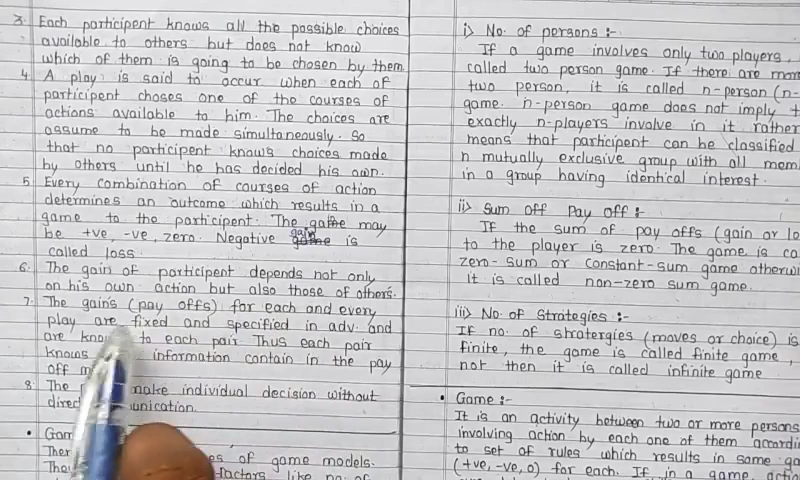 3. Each participent knows all the possible choices
available to others but does not know
which of them is going to be chosen by them
4. A play is said to occur when each of
participent choses one of the courses of
actions available to him. The choices are
assume to be made simultaneously. So
that no participent knows choices made
by others until he has decided his own.
5. Every combination of courses of action
determines an outcome which results in a
game to the participent. The game may
be +ve, -ve, zero. Negative gain is
called loss.
6. The gain of participent depends not only
on his own action but also those of others.
7. The gains (pay offs) for each and every
play are fixed and specified in adv. and
are to each pair Thus each pair
knows information contain in the pay
off
8. The make individual decision without
direc unication.
• Gam
Ther es of game models.
factors like no. of
i) No. of persons :-
If a game involves only two players,
called two person game. If there are more
two person, it is called n-person (n-
game. n-person game does not imply
exactly n-players involve in it rather
means that participent can be classified
n mutually exclusive group with all mem
in a group having identical interest.
ii) Sum off Pay off :-
If the sum of pay offs (gain or lo
to the player is zero. The game is ca
zero-sum or constant-sum game otherwi
it is called non-zero sum game.
iii) No. of Strategies :-
If no. of stratergies (moves or choice) is
finite, the game is called finite game,
not then it is called infinite game
• Game :-
It is an activity between two or more persons
involving action by each one of them accordin
to set of rules which results in some ga
(+ve, -ve, 0) for each. If in a game